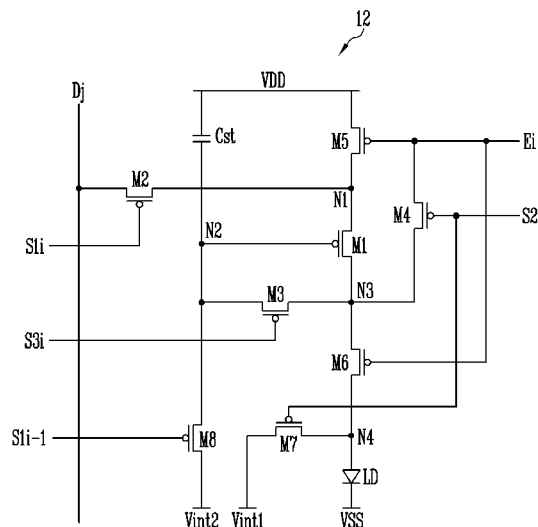 12
VDD
Dj
Cst
M5
Ei
M2
N1
M4
S2
S1i
N2
M1
M3
N3
S3i
M6
S1i-1
M8
M7
N4
LD
Vint2
Vint1
VSS